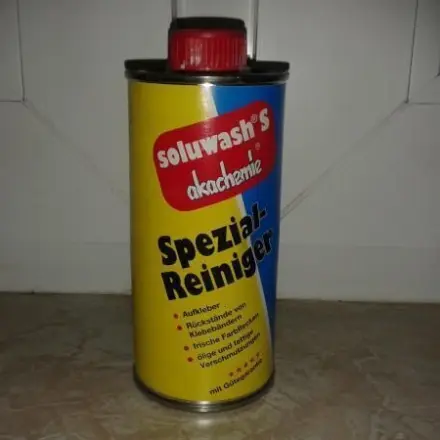 soluwash® S
akachemie®
Spezial-
Reiniger
• Aufkleber
• Rückstände von
Klebebändern
• frische Farbflecken
• ölige und fettige
Verschmutzungen
★★★★★
mit Gütegarantie